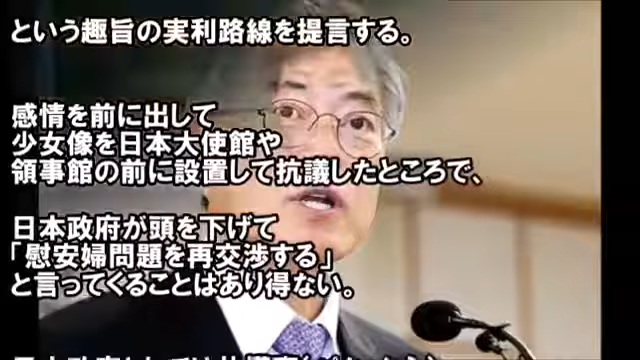 という趣旨の実利路線を提言する。
感情を前に出して
少女像を日本大使館や
領事館の前に設置して抗議したところで、
日本政府が頭を下げて
「慰安婦問題を再交渉する」
と言ってくることはあり得ない。